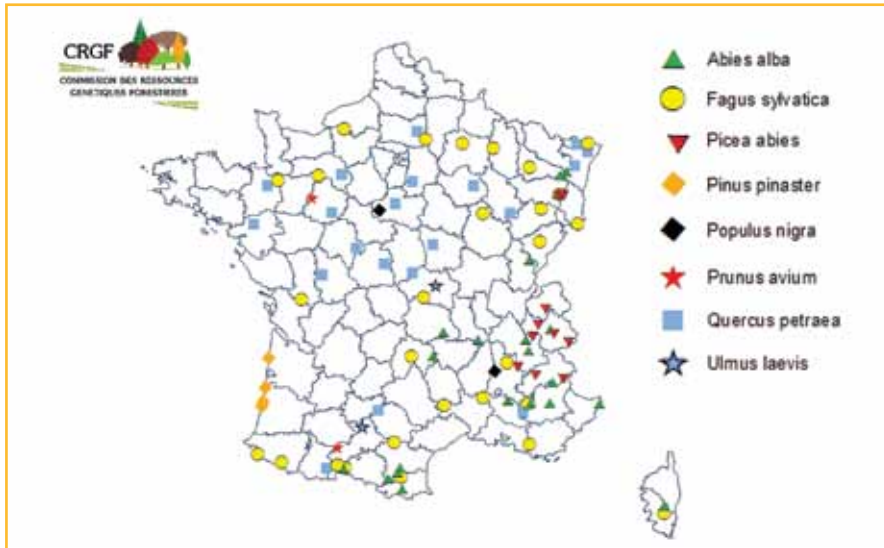 CRGF
COMMISSION DES RESSOURCES
GENETIQUES FORESTIERES
Abies alba
Fagus sylvatica
Picea abies
Pinus pinaster
Populus nigra
Prunus avium
Quercus petraea
Ulmus laevis